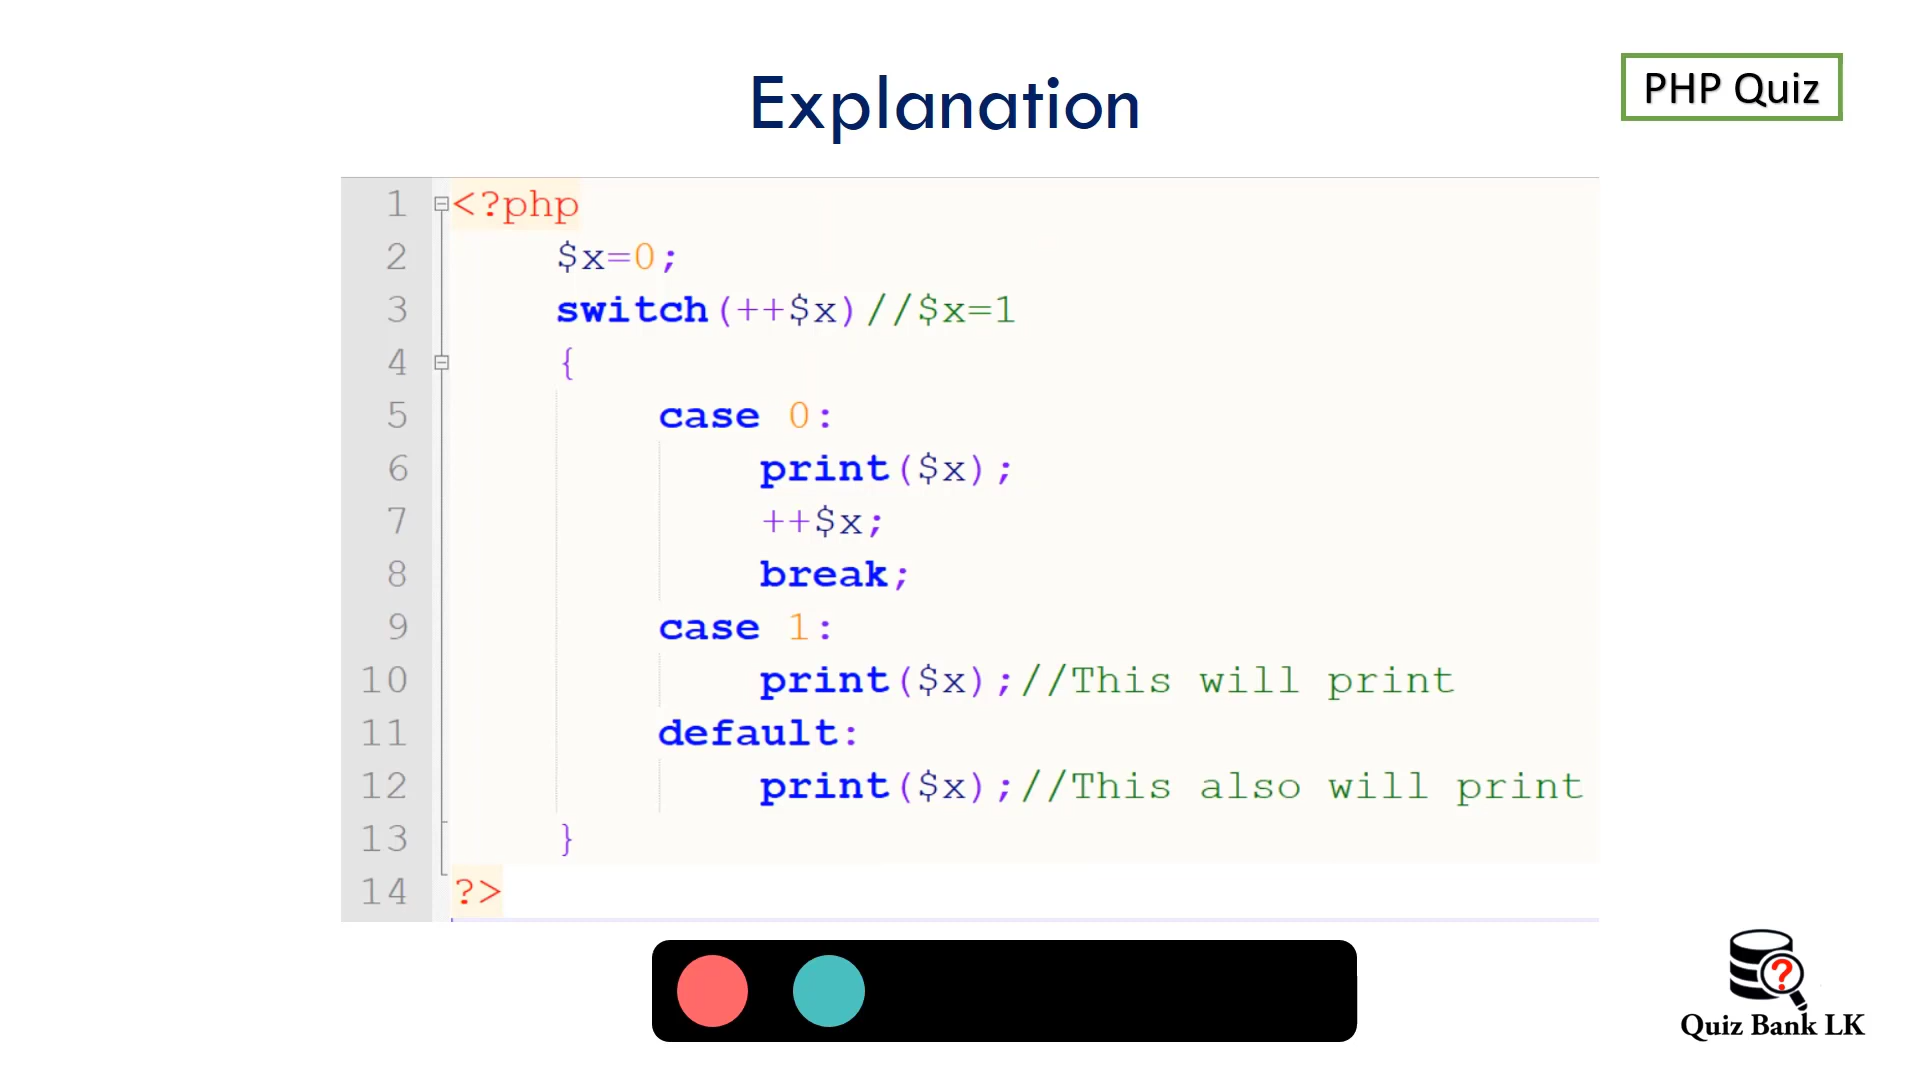 Explanation
PHP Quiz
1 <?php
2 $x=0;
3 switch(++$x)//$x=1
4 {
5 case 0:
6 print($x);
7 ++$x;
8 break;
9 case 1:
10 print($x);//This will print
11 default:
12 print($x);//This also will print
13 }
14 ?>
?
Quiz Bank LK